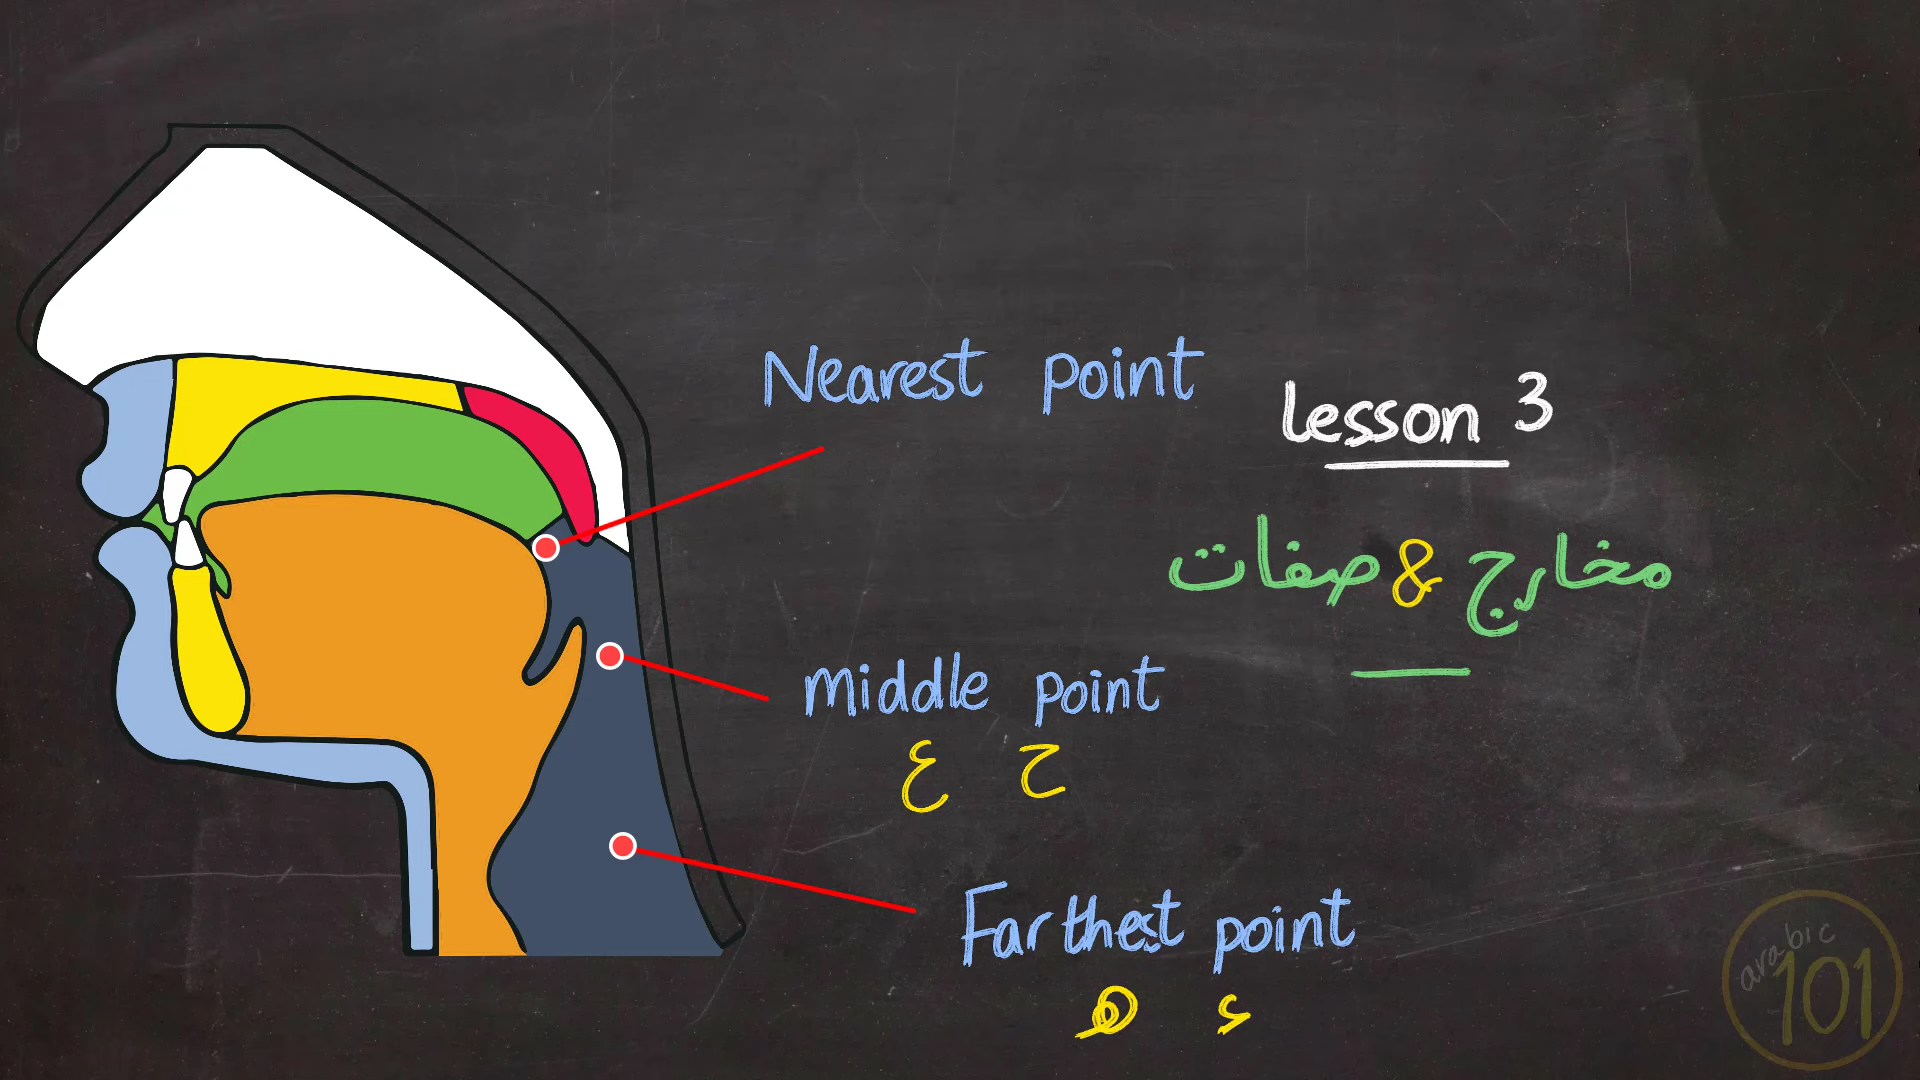 Nearest point
lesson 3
مخارج & صفات
middle point
ع ح
Farthest point
ه ء
arabic
101